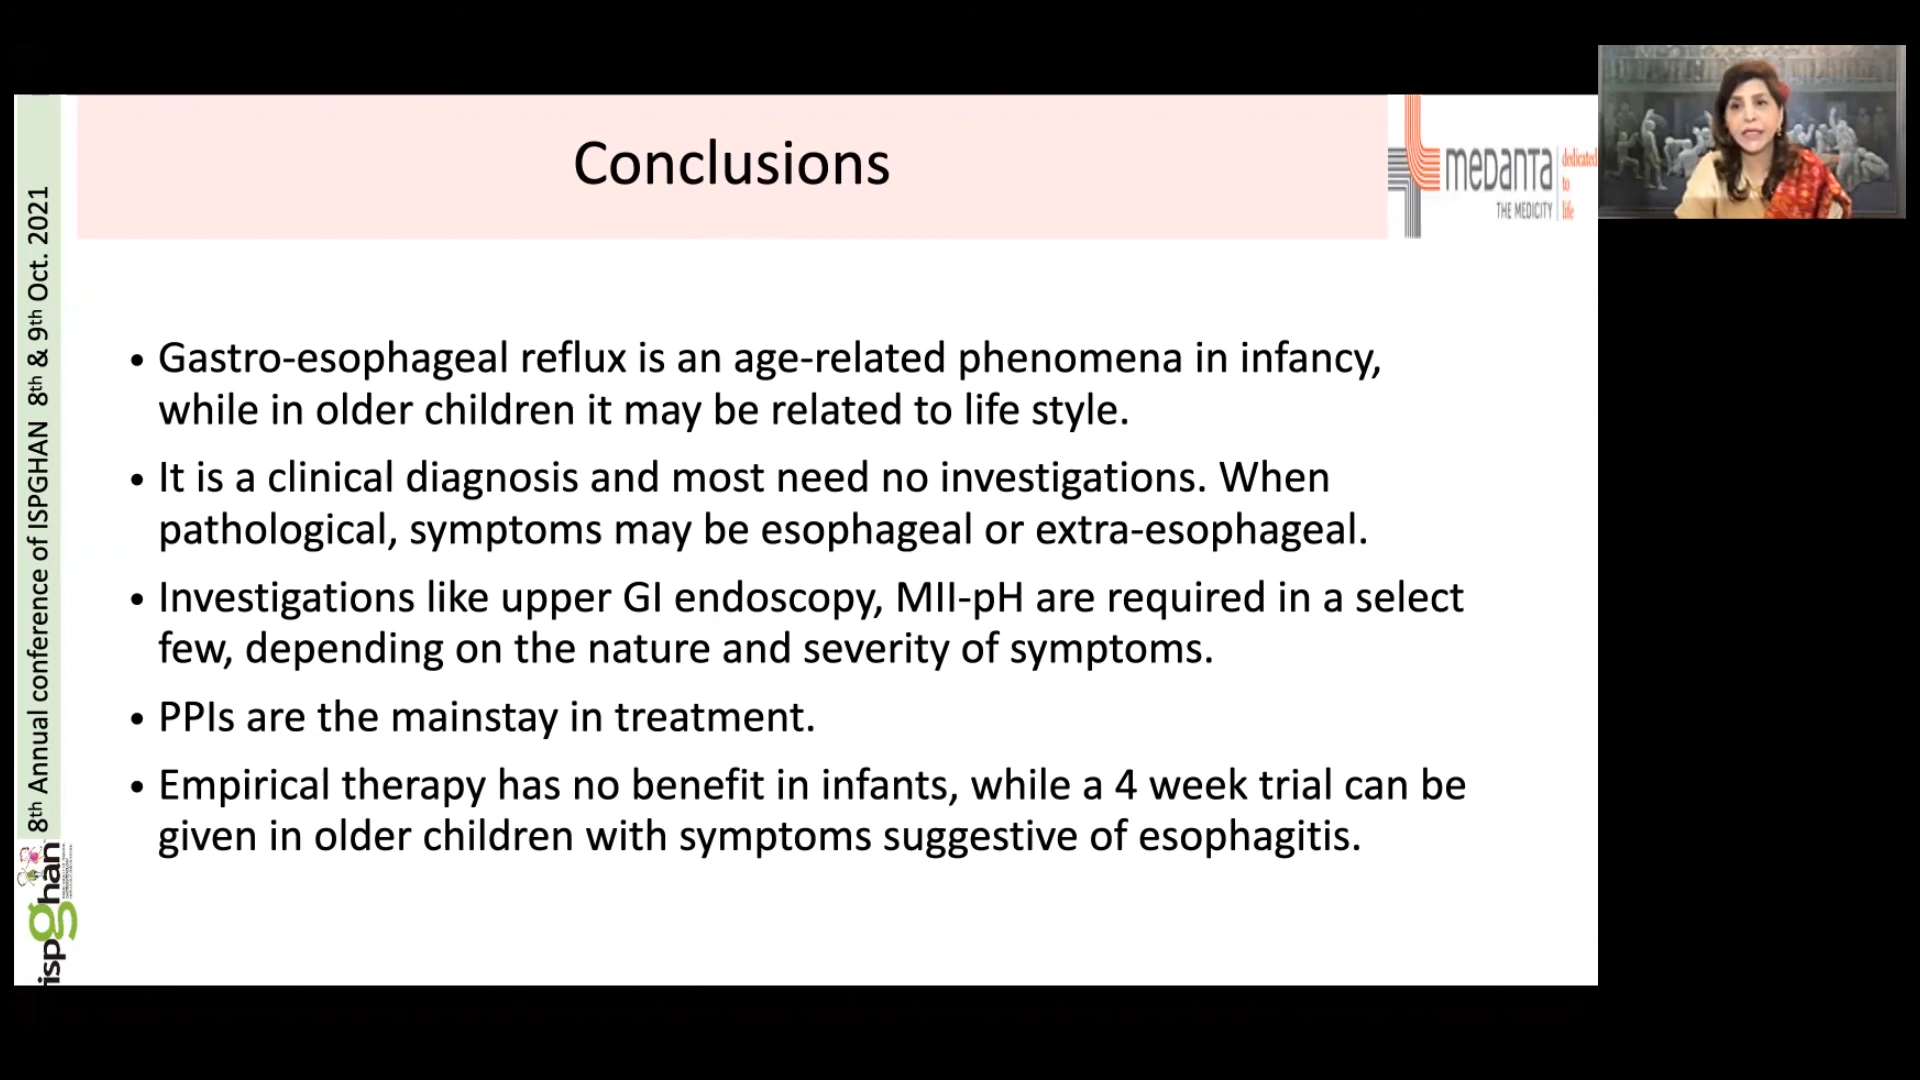 Conclusions
medanta
THE MEDICITY
dedicated
to
life
• Gastro-esophageal reflux is an age-related phenomena in infancy,
while in older children it may be related to life style.
• It is a clinical diagnosis and most need no investigations. When
pathological, symptoms may be esophageal or extra-esophageal.
• Investigations like upper GI endoscopy, MII-pH are required in a select
few, depending on the nature and severity of symptoms.
• PPIs are the mainstay in treatment.
• Empirical therapy has no benefit in infants, while a 4 week trial can be
given in older children with symptoms suggestive of esophagitis.
8th Annual conference of ISPGHAN 8th & 9th Oct. 2021
ispghan